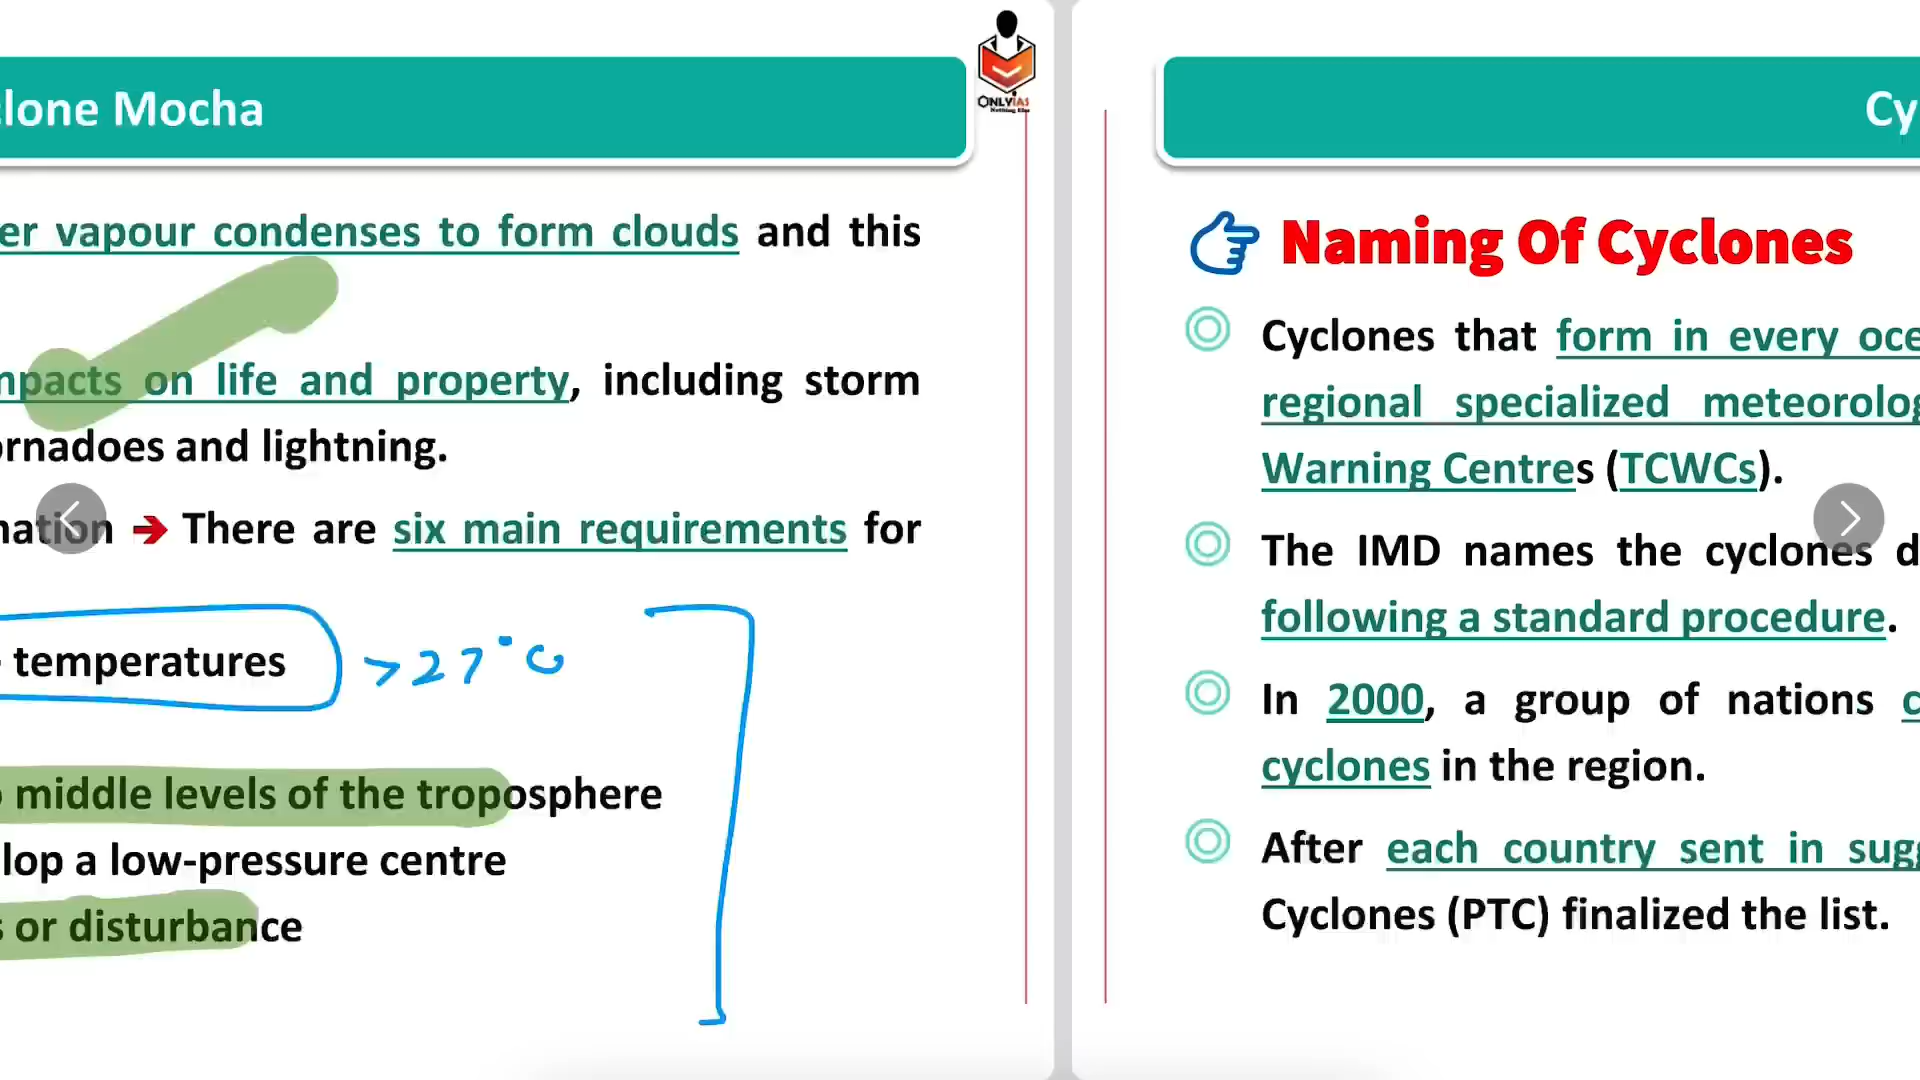 lone Mocha
ONLYIAS
Nothing Else
er vapour condenses to form clouds and this
mpacts on life and property, including storm
ornadoes and lightning.
nation ➔ There are six main requirements for
temperatures >27°C
middle levels of the troposphere
lop a low-pressure centre
s or disturbance
Cy
Naming Of Cyclones
Cyclones that form in every oce
regional specialized meteorolog
Warning Centres (TCWCs).
The IMD names the cyclones d
following a standard procedure.
In 2000, a group of nations c
cyclones in the region.
After each country sent in sugg
Cyclones (PTC) finalized the list.